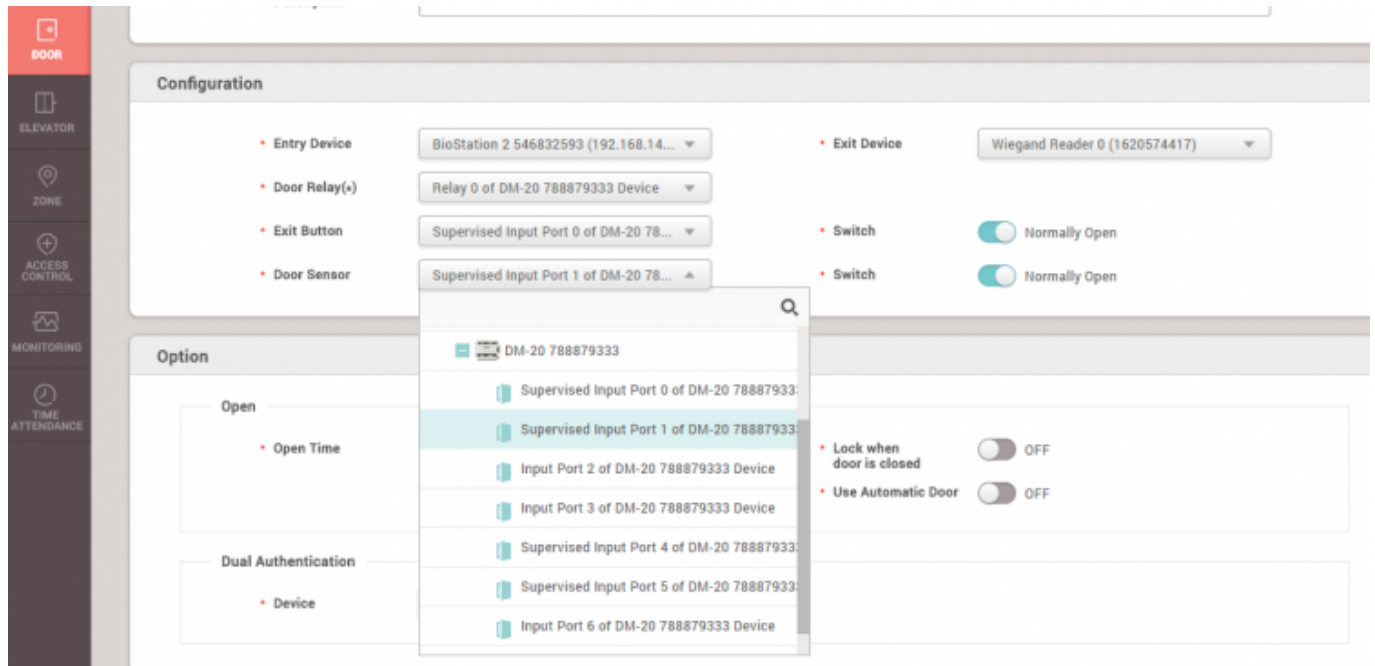 DOOR
ELEVATOR
ZONE
ACCESS
CONTROL
MONITORING
TIME
ATTENDANCE
Configuration
• Entry Device
BioStation 2 546832593 (192.168.14...
• Exit Device
Wiegand Reader 0 (1620574417)
• Door Relay(*)
Relay 0 of DM-20 788879333 Device
• Exit Button
Supervised Input Port 0 of DM-20 78...
• Switch
Normally Open
• Door Sensor
Supervised Input Port 1 of DM-20 78...
• Switch
Normally Open
DM-20 788879333
Supervised Input Port 0 of DM-20 788879333
Supervised Input Port 1 of DM-20 788879333
Input Port 2 of DM-20 788879333 Device
Input Port 3 of DM-20 788879333 Device
Supervised Input Port 4 of DM-20 788879333
Supervised Input Port 5 of DM-20 788879333
Input Port 6 of DM-20 788879333 Device
Option
Open
• Open Time
• Lock when
door is closed
OFF
• Use Automatic Door
OFF
Dual Authentication
• Device